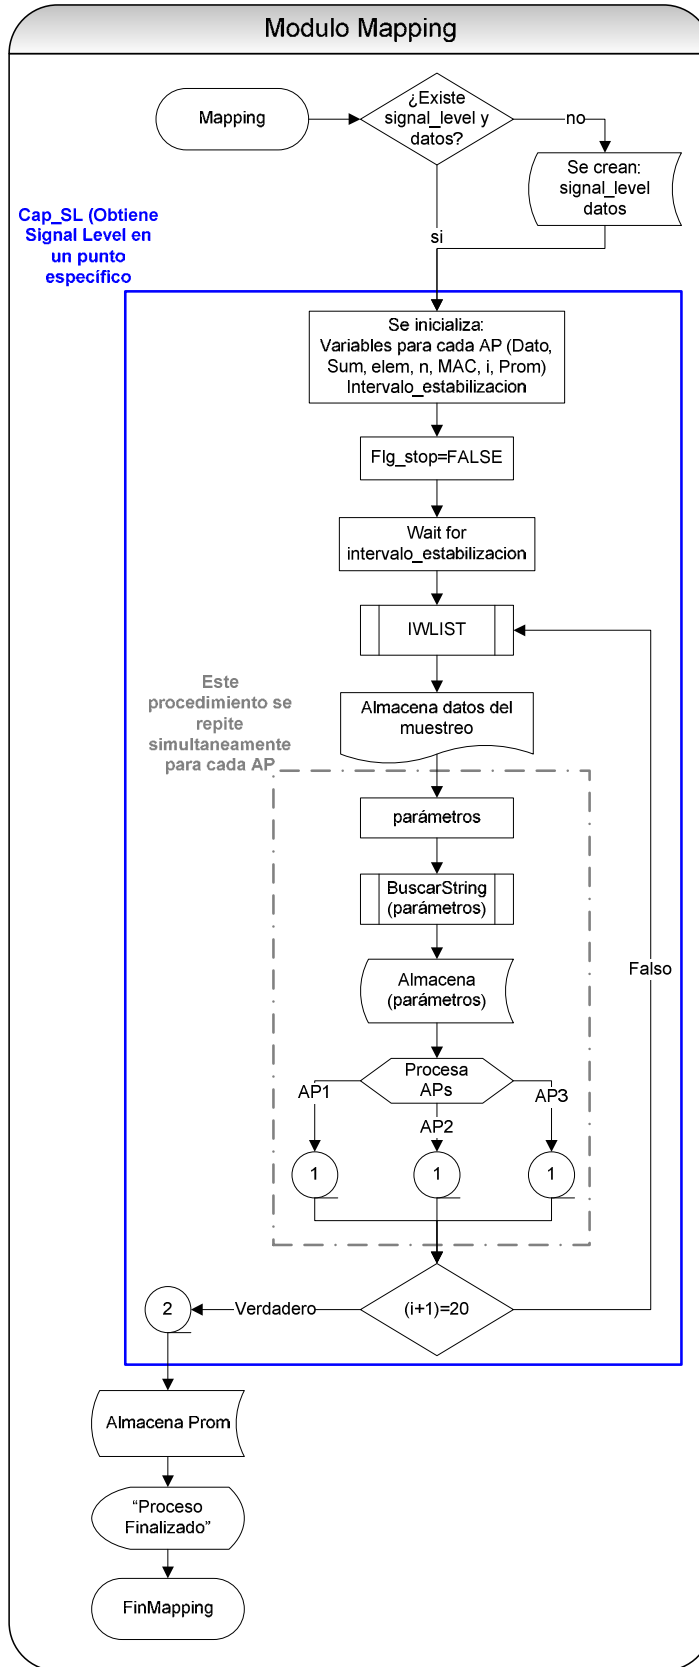 Modulo Mapping
Mapping
¿Existe
signal_level y
datos?
no
Se crean:
signal_level
datos
si
Cap_SL (Obtiene
Signal Level en
un punto
específico
Se inicializa:
Variables para cada AP (Dato,
Sum, elem, n, MAC, i, Prom)
Intervalo_estabilizacion
Flg_stop=FALSE
Wait for
intervalo_estabilizacion
IWLIST
Almacena datos del
muestreo
Este
procedimiento se
repite
simultaneamente
para cada AP
parámetros
BuscarString
(parámetros)
Almacena
(parámetros)
Falso
Procesa
APs
AP1
AP2
AP3
1
1
1
(i+1)=20
Verdadero
2
Almacena Prom
“Proceso
Finalizado”
FinMapping